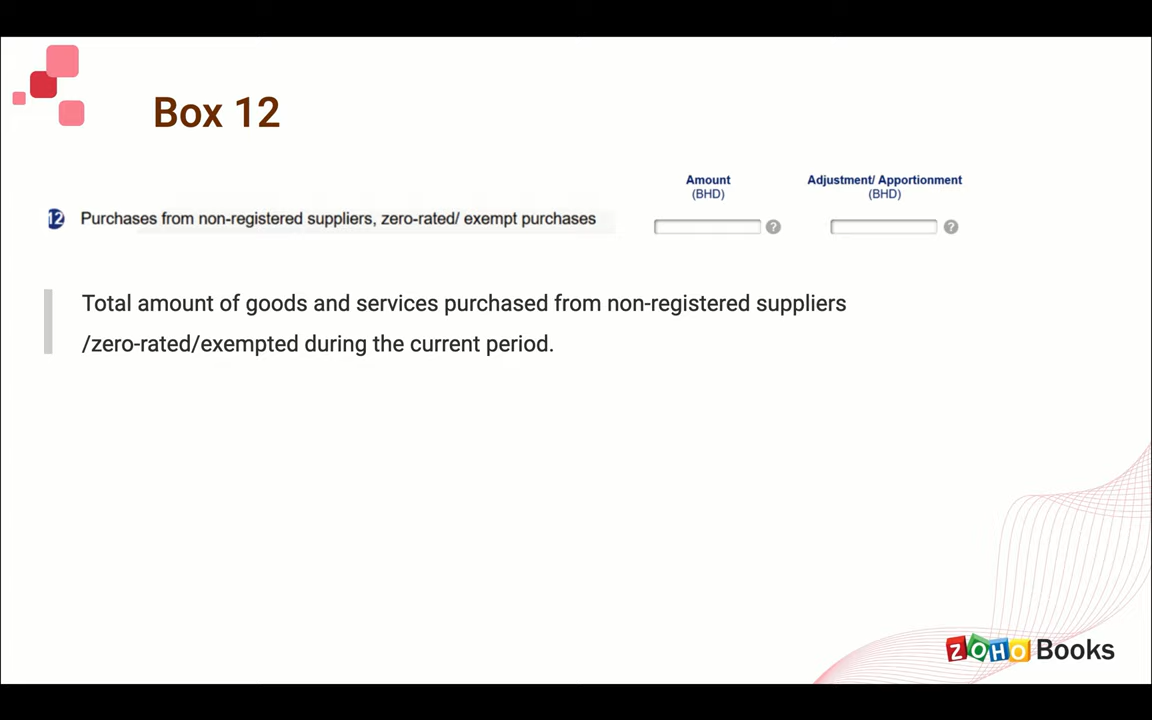 Box 12
Amount
(BHD)
Adjustment/ Apportionment
(BHD)
12 Purchases from non-registered suppliers, zero-rated/ exempt purchases
? ?
Total amount of goods and services purchased from non-registered suppliers
/zero-rated/exempted during the current period.
ZOHO Books